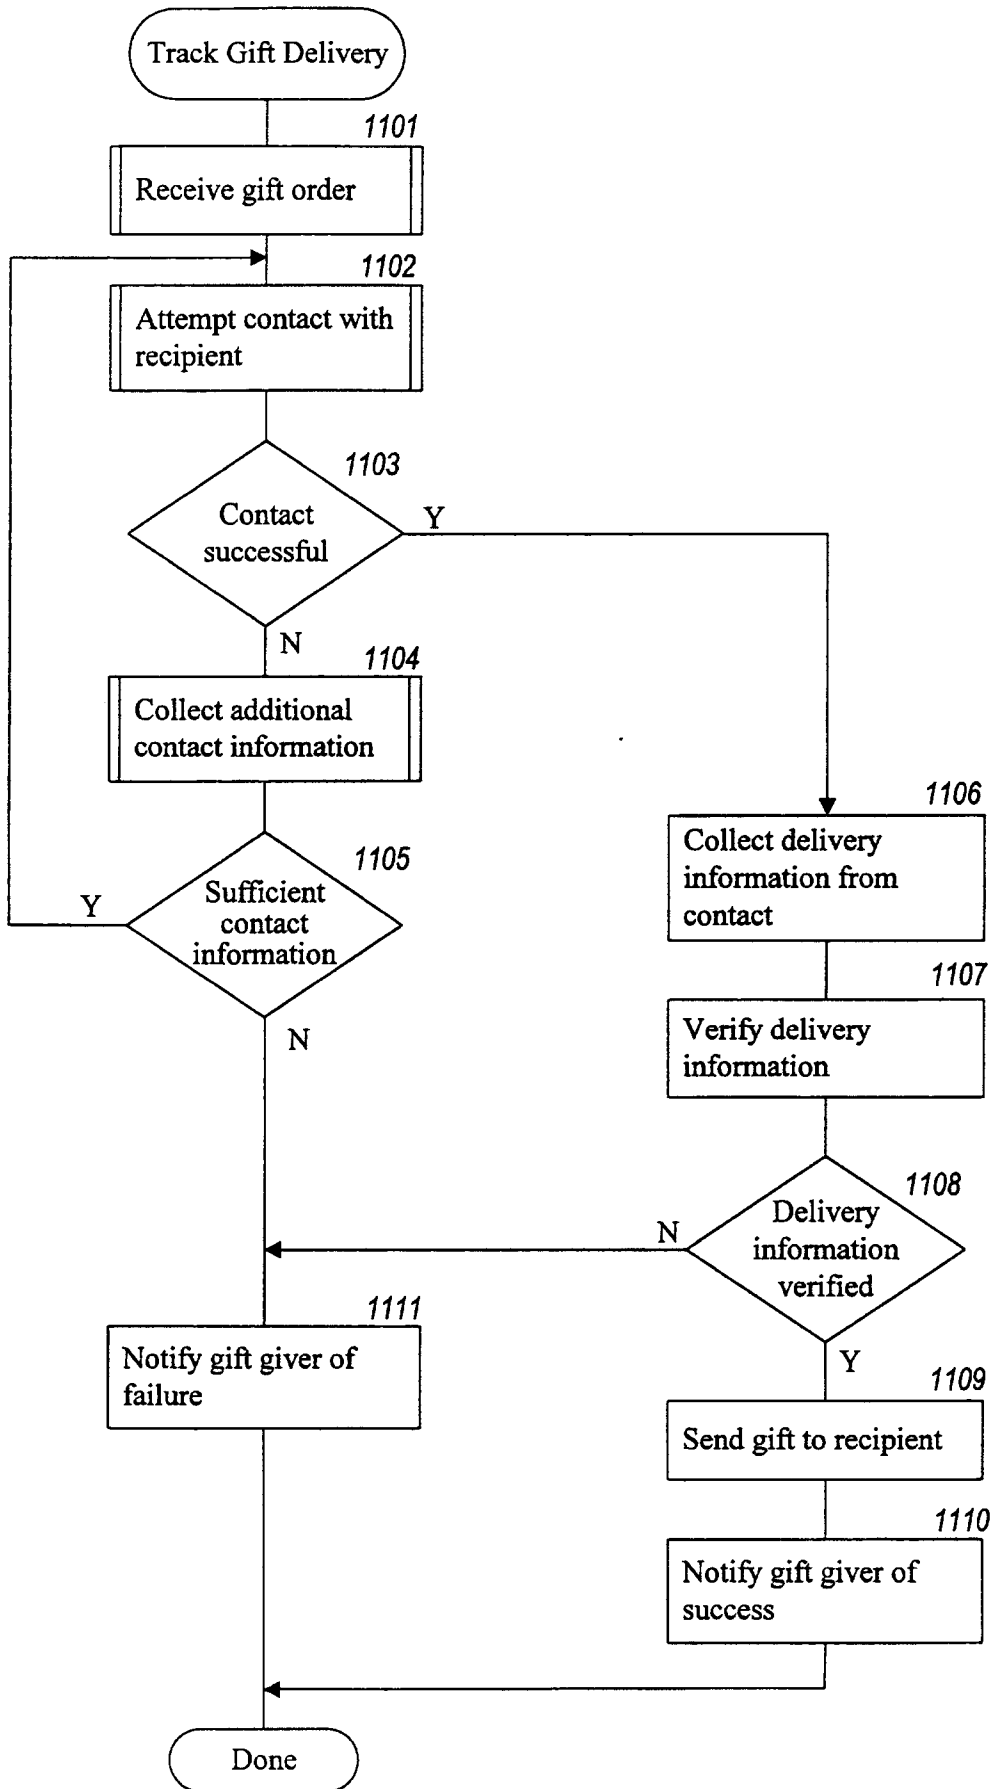 Track Gift Delivery
1101
Receive gift order
1102
Attempt contact with
recipient
1103
Contact
successful
Y
N
1104
Collect additional
contact information
1105
Sufficient
contact
information
Y
N
1106
Collect delivery
information from
contact
1107
Verify delivery
information
1108
Delivery
information
verified
N
Y
1111
Notify gift giver of
failure
1109
Send gift to recipient
1110
Notify gift giver of
success
Done